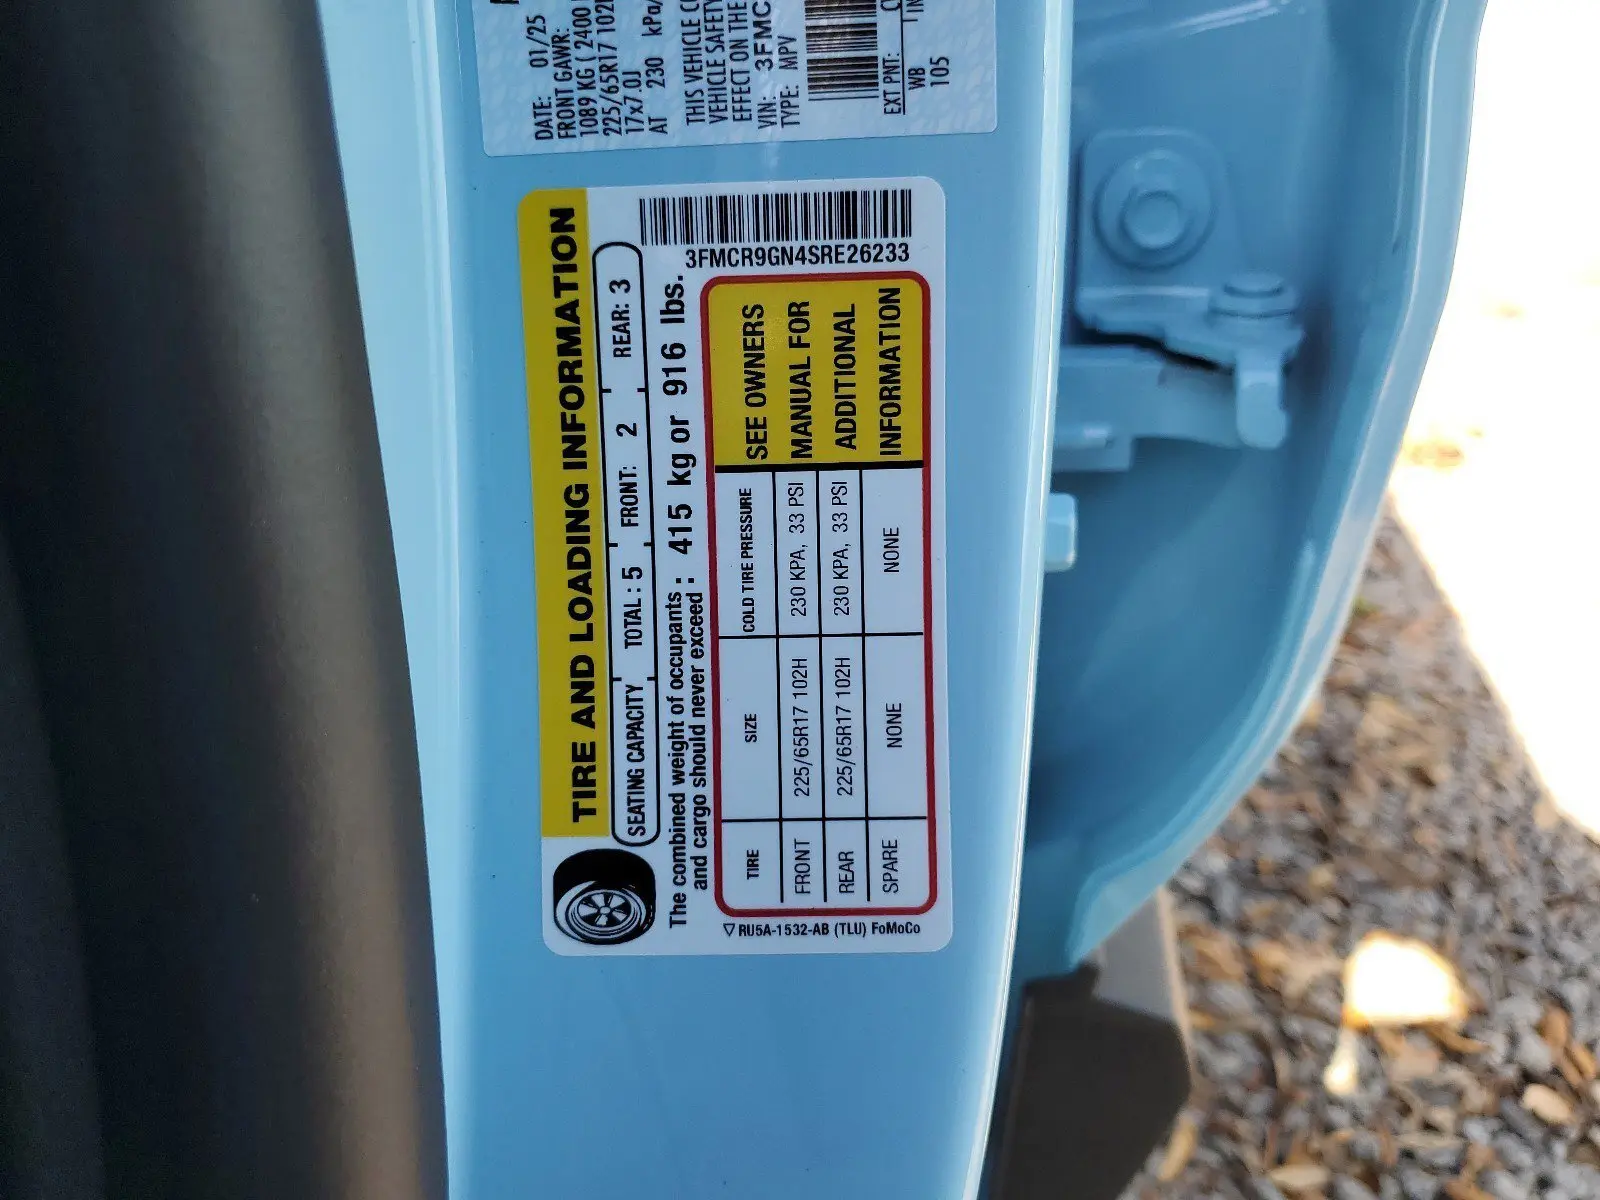 DATE: 01/25
FRONT GAWR:
1089 KG ( 2400
225/65R17 102
17x7.0J
AT 230 kPa/
THIS VEHICLE
VEHICLE SAFETY
EFFECT ON THE
VIN: 3FMC
TYPE: MPV
EXT PNT:
WB
105
TIRE AND LOADING INFORMATION
SEATING CAPACITY TOTAL : 5 FRONT: 2 REAR: 3
The combined weight of occupants : 415 kg or 916 lbs.
and cargo should never exceed :
3FMCR9GN4SRE26233
TIRE SIZE COLD TIRE PRESSURE
FRONT 225/65R17 102H 230 KPA, 33 PSI
REAR 225/65R17 102H 230 KPA, 33 PSI
SPARE NONE NONE
SEE OWNERS
MANUAL FOR
ADDITIONAL
INFORMATION
▽ RU5A-1532-AB (TLU) FoMoCo